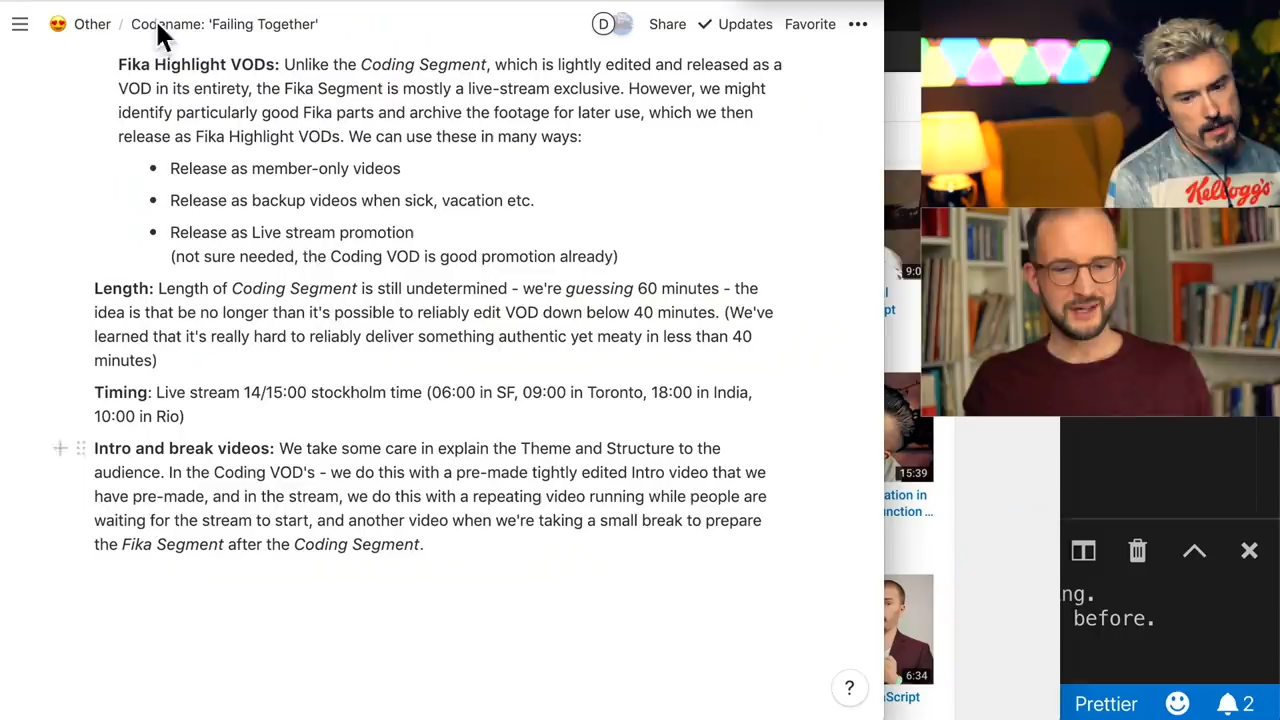 Other / Codename: 'Failing Together'
D
Share
Updates
Favorite
Fika Highlight VODs: Unlike the Coding Segment, which is lightly edited and released as a
VOD in its entirety, the Fika Segment is mostly a live-stream exclusive. However, we might
identify particularly good Fika parts and archive the footage for later use, which we then
release as Fika Highlight VODs. We can use these in many ways:
Release as member-only videos
Release as backup videos when sick, vacation etc.
Release as Live stream promotion
(not sure needed, the Coding VOD is good promotion already)
Length: Length of Coding Segment is still undetermined - we're guessing 60 minutes - the
idea is that be no longer than it's possible to reliably edit VOD down below 40 minutes. (We've
learned that it's really hard to reliably deliver something authentic yet meaty in less than 40
minutes)
Timing: Live stream 14/15:00 stockholm time (06:00 in SF, 09:00 in Toronto, 18:00 in India,
10:00 in Rio)
Intro and break videos: We take some care in explain the Theme and Structure to the
audience. In the Coding VOD's - we do this with a pre-made tightly edited Intro video that we
have pre-made, and in the stream, we do this with a repeating video running while people are
waiting for the stream to start, and another video when we're taking a small break to prepare
the Fika Segment after the Coding Segment.
?
Kellogg's
9:0
l
ript
15:39
ation in
unction ...
6:34
aScript
ng.
before.
Prettier
2